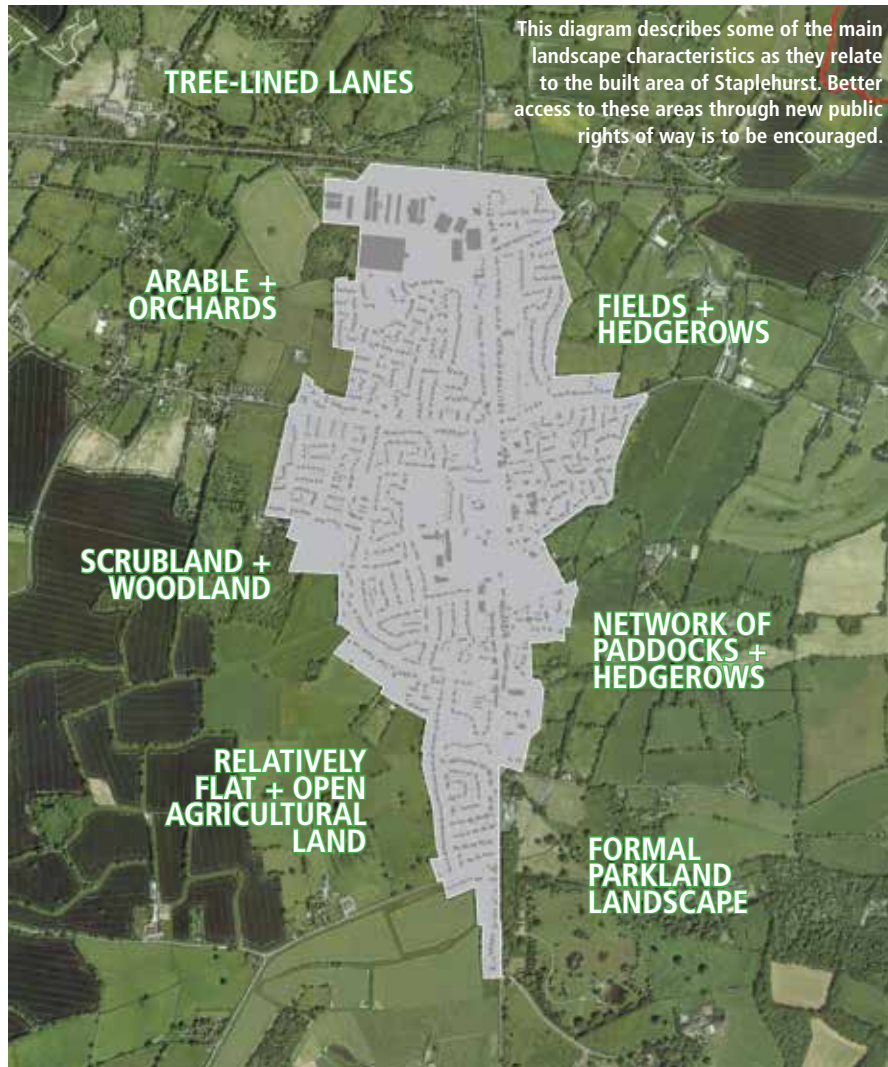 This diagram describes some of the main
landscape characteristics as they relate
to the built area of Staplehurst. Better
access to these areas through new public
rights of way is to be encouraged.
TREE-LINED LANES
ARABLE +
ORCHARDS
FIELDS +
HEDGEROWS
SCRUBLAND +
WOODLAND
NETWORK OF
PADDOCKS +
HEDGEROWS
RELATIVELY
FLAT + OPEN
AGRICULTURAL
LAND
FORMAL
PARKLAND
LANDSCAPE